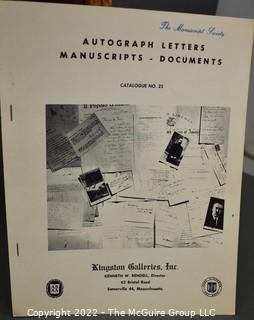 The Manuscript Society
AUTOGRAPH LETTERS
MANUSCRIPTS - DOCUMENTS
CATALOGUE NO. 22
Kingston Galleries, Inc.
KENNETH W. RENDELL, Director
62 Bristol Road
Somerville 44, Massachusetts
Copyright 2022 - The McGruffey Group LLC